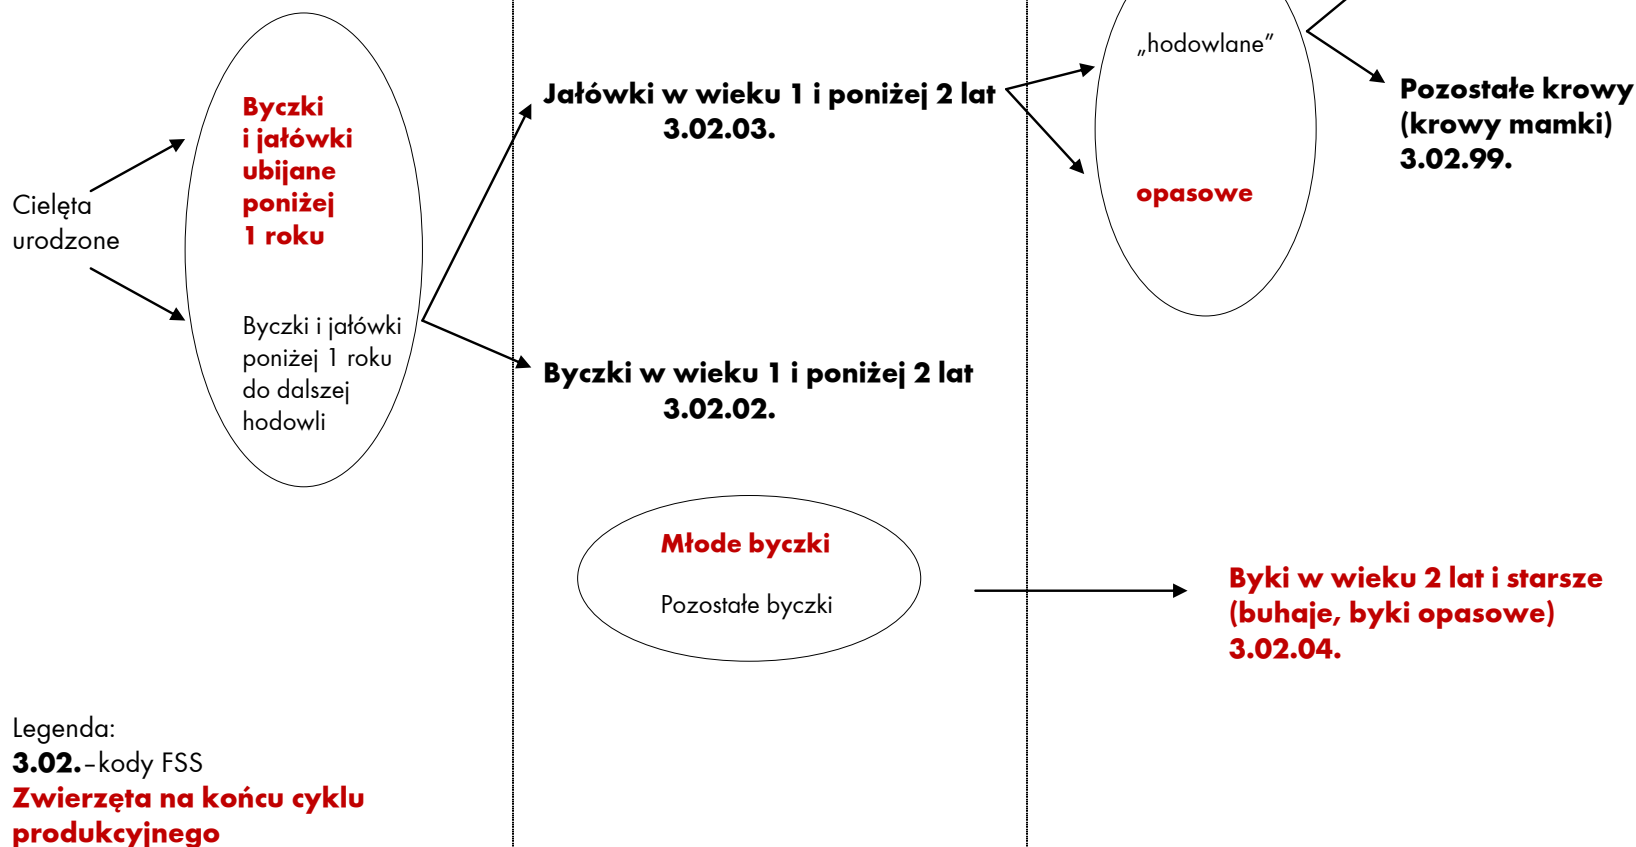 Cielęta
urodzone
Byczki
i jałówki
ubijane
poniżej
1 roku
Byczki i jałówki
poniżej 1 roku
do dalszej
hodowli
Jałówki w wieku 1 i poniżej 2 lat
3.02.03.
Byczki w wieku 1 i poniżej 2 lat
3.02.02.
Młode byczki
Pozostałe byczki
„hodowlane”
opasowe
Pozostałe krowy
(krowy mamki)
3.02.99.
Byki w wieku 2 lat i starsze
(buhaje, byki opasowe)
3.02.04.
Legenda:
3.02.–kody FSS
Zwierzęta na końcu cyklu
produkcyjnego